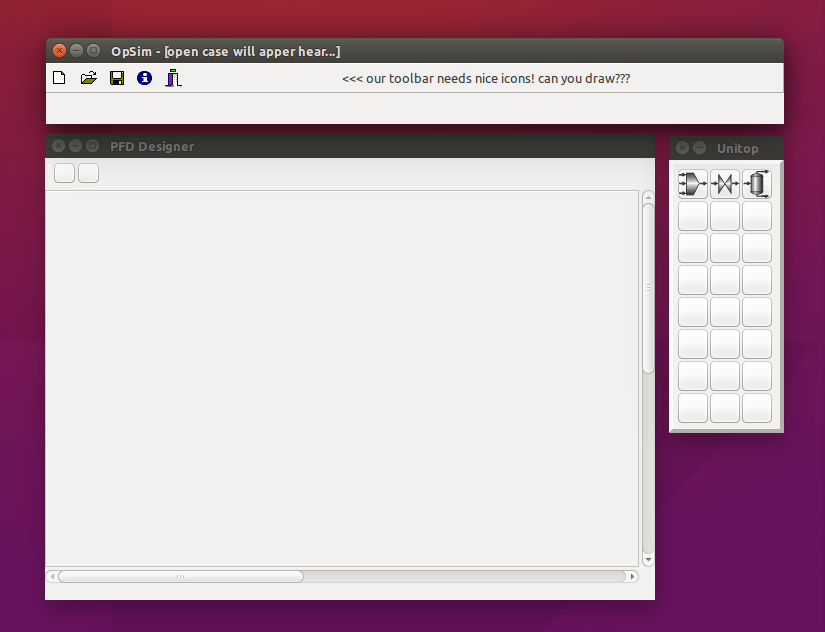 OpSim - [open case will apper hear...]
<<< our toolbar needs nice icons! can you draw???
PFD Designer
Unitop